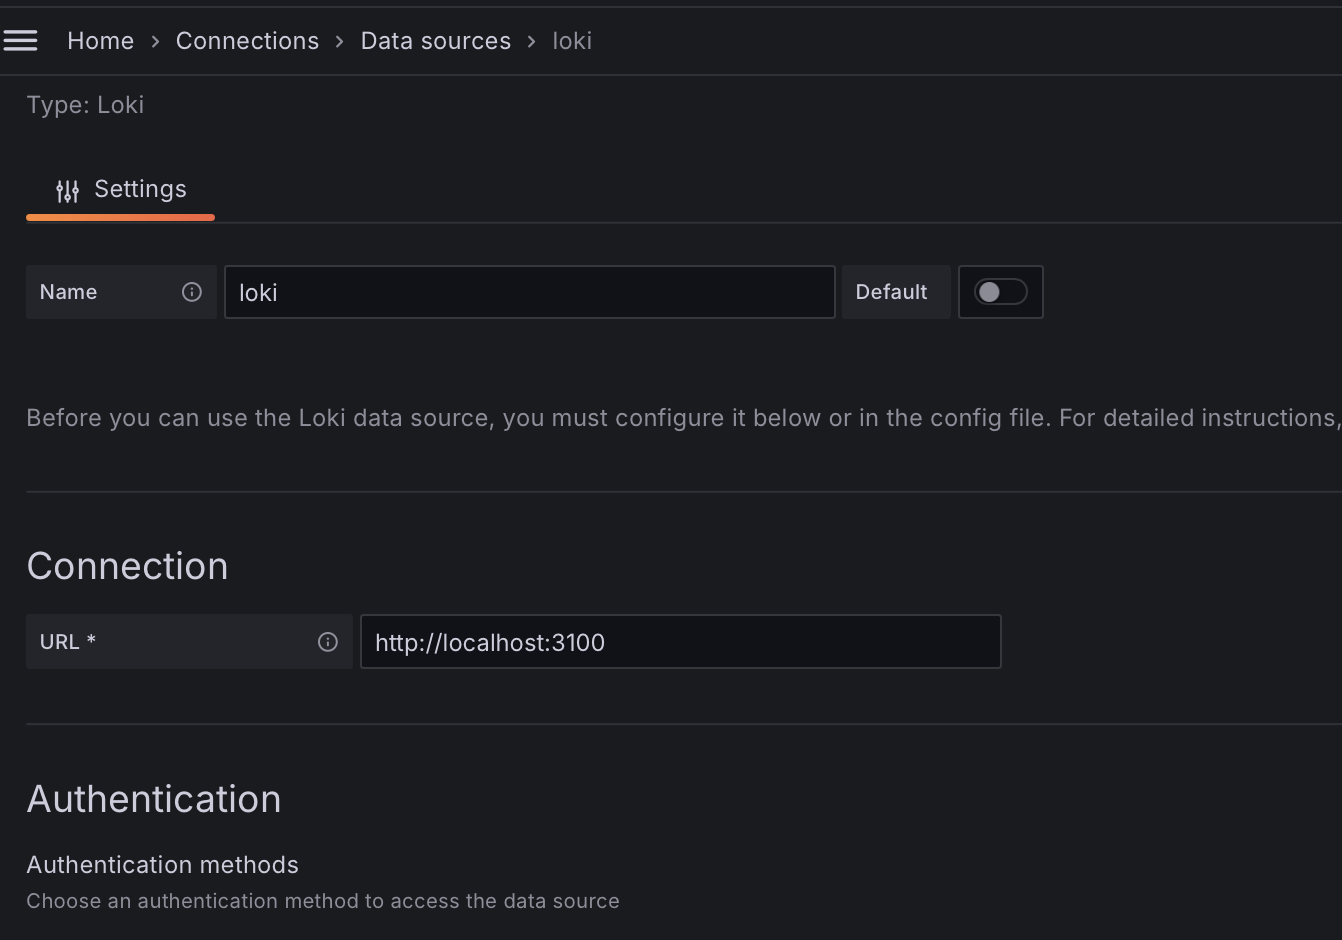 Home > Connections > Data sources > loki
Type: Loki
Settings
Name loki Default
Before you can use the Loki data source, you must configure it below or in the config file. For detailed instructions,
Connection
URL * http://localhost:3100
Authentication
Authentication methods
Choose an authentication method to access the data source